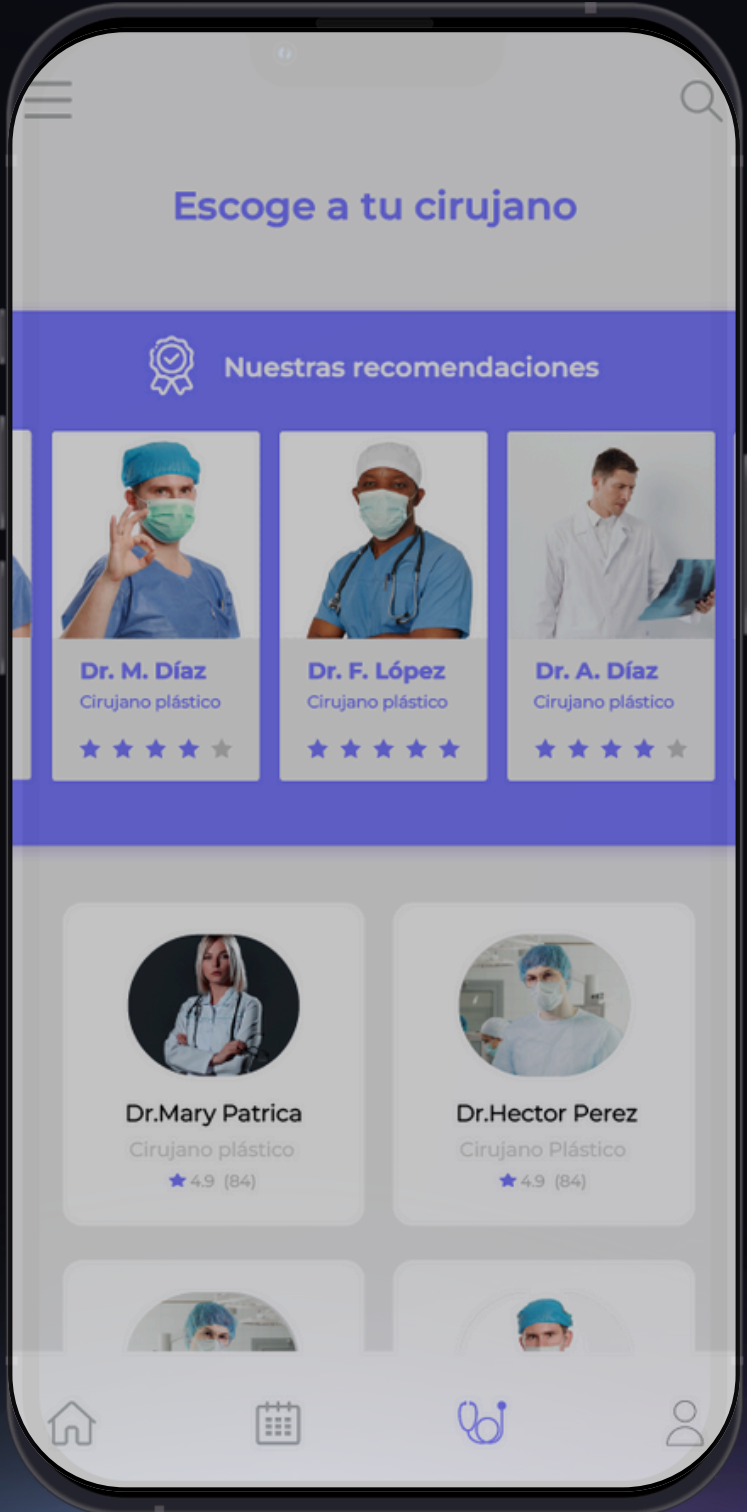 Escoge a tu cirujano
Nuestras recomendaciones
Dr. M. Díaz
Cirujano plástico
Dr. F. López
Cirujano plástico
Dr. A. Díaz
Cirujano plástico
Dr.Mary Patrica
Cirujano plástico
4.9 (84)
Dr.Hector Perez
Cirujano Plástico
4.9 (84)